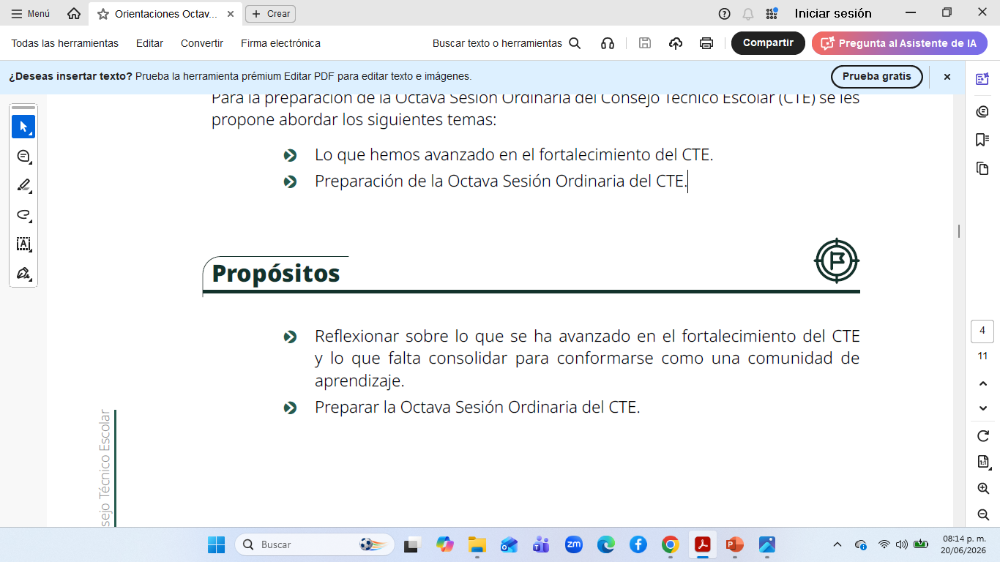 Menú
Orientaciones Octav...
Crear
Iniciar sesión
Todas las herramientas
Editar
Convertir
Firma electrónica
Buscar texto o herramientas
Compartir
Pregunta al Asistente de IA
¿Deseas insertar texto? Prueba la herramienta prémium Editar PDF para editar texto e imágenes.
Prueba gratis
Para la preparación de la Octava Sesión Ordinaria del Consejo Técnico Escolar (CTE) se les
propone abordar los siguientes temas:
Lo que hemos avanzado en el fortalecimiento del CTE.
Preparación de la Octava Sesión Ordinaria del CTE.
Propósitos
Reflexionar sobre lo que se ha avanzado en el fortalecimiento del CTE
y lo que falta consolidar para conformarse como una comunidad de
aprendizaje.
Preparar la Octava Sesión Ordinaria del CTE.
sejo Técnico Escolar
4
11
1:1
Buscar
zm
08:14 p. m.
20/06/2026